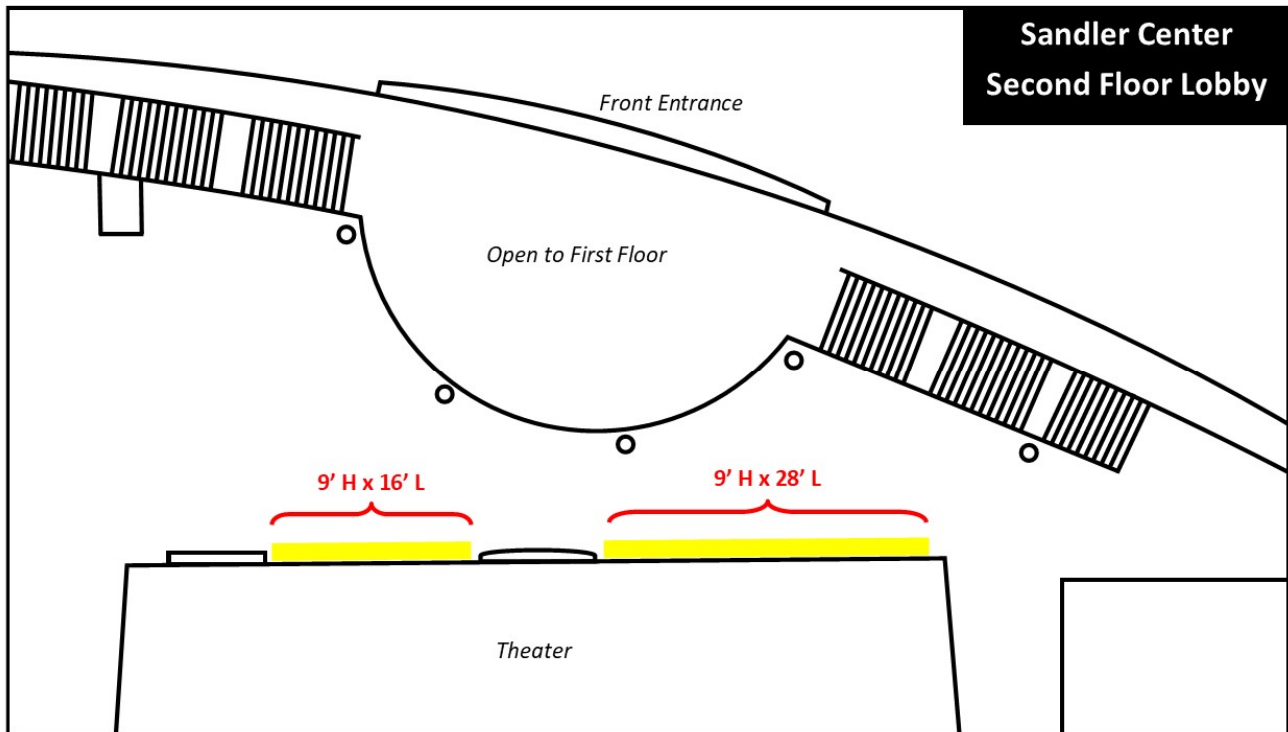 Sandler Center
Second Floor Lobby
Front Entrance
Open to First Floor
9’ H x 16’ L
9’ H x 28’ L
Theater